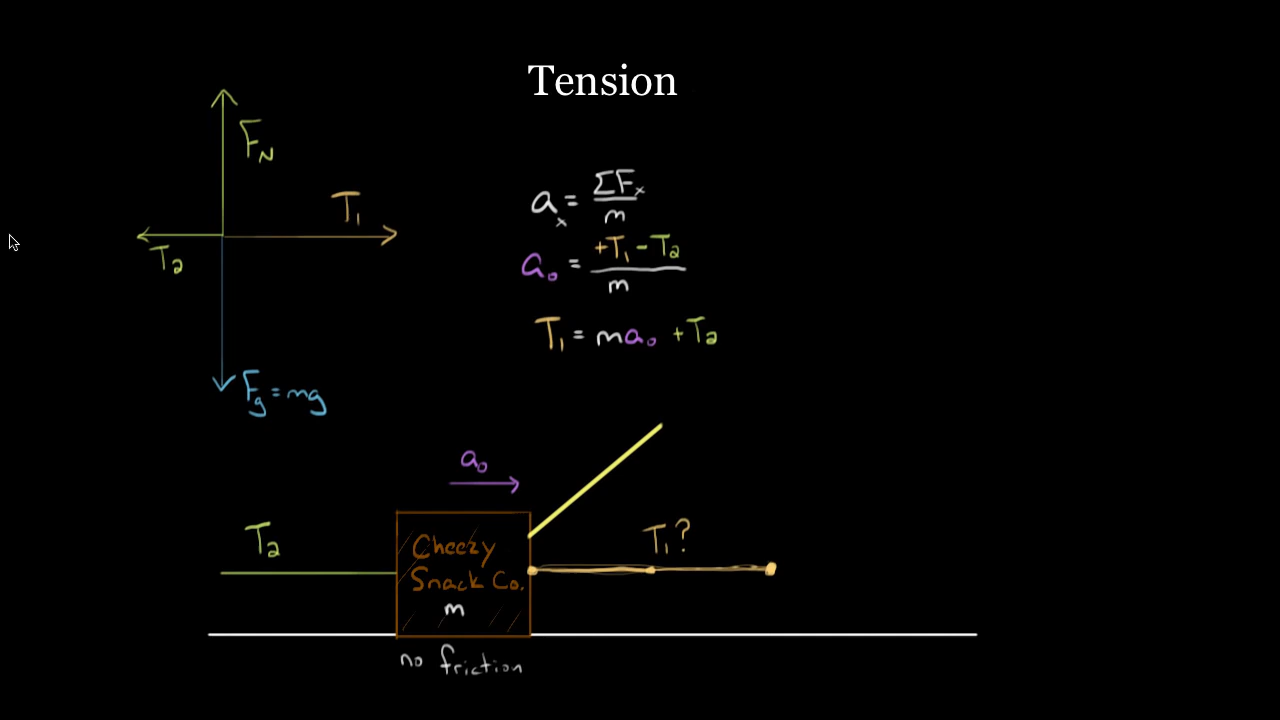 Tension
F_N
T_1
T_2
F_g = mg
a_x = ΣF_x / m
a_0 = +T_1 - T_2 / m
T_1 = ma_0 + T_2
a_0
T_2
T_1?
Cheezy
Snack Co.
m
no friction